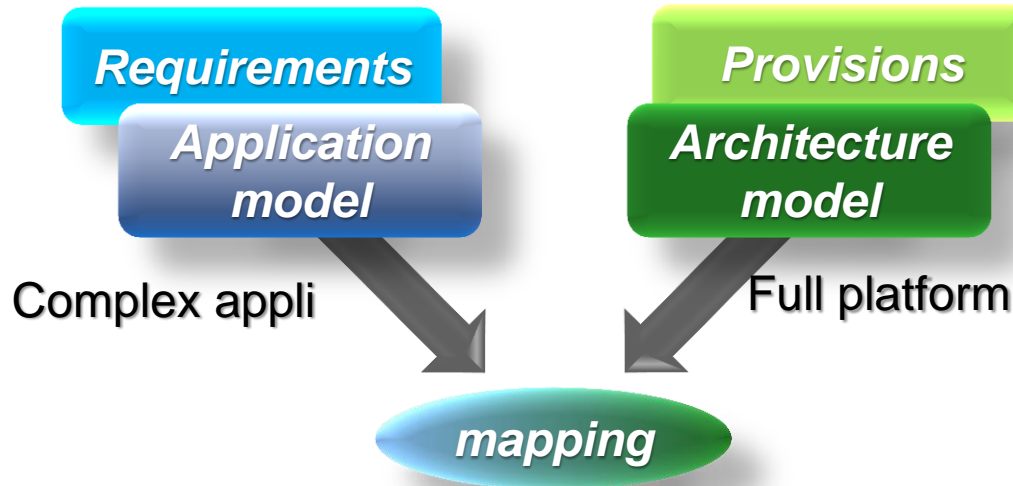 Requirements
Application
model
Provisions
Architecture
model
Complex appli
Full platform
mapping